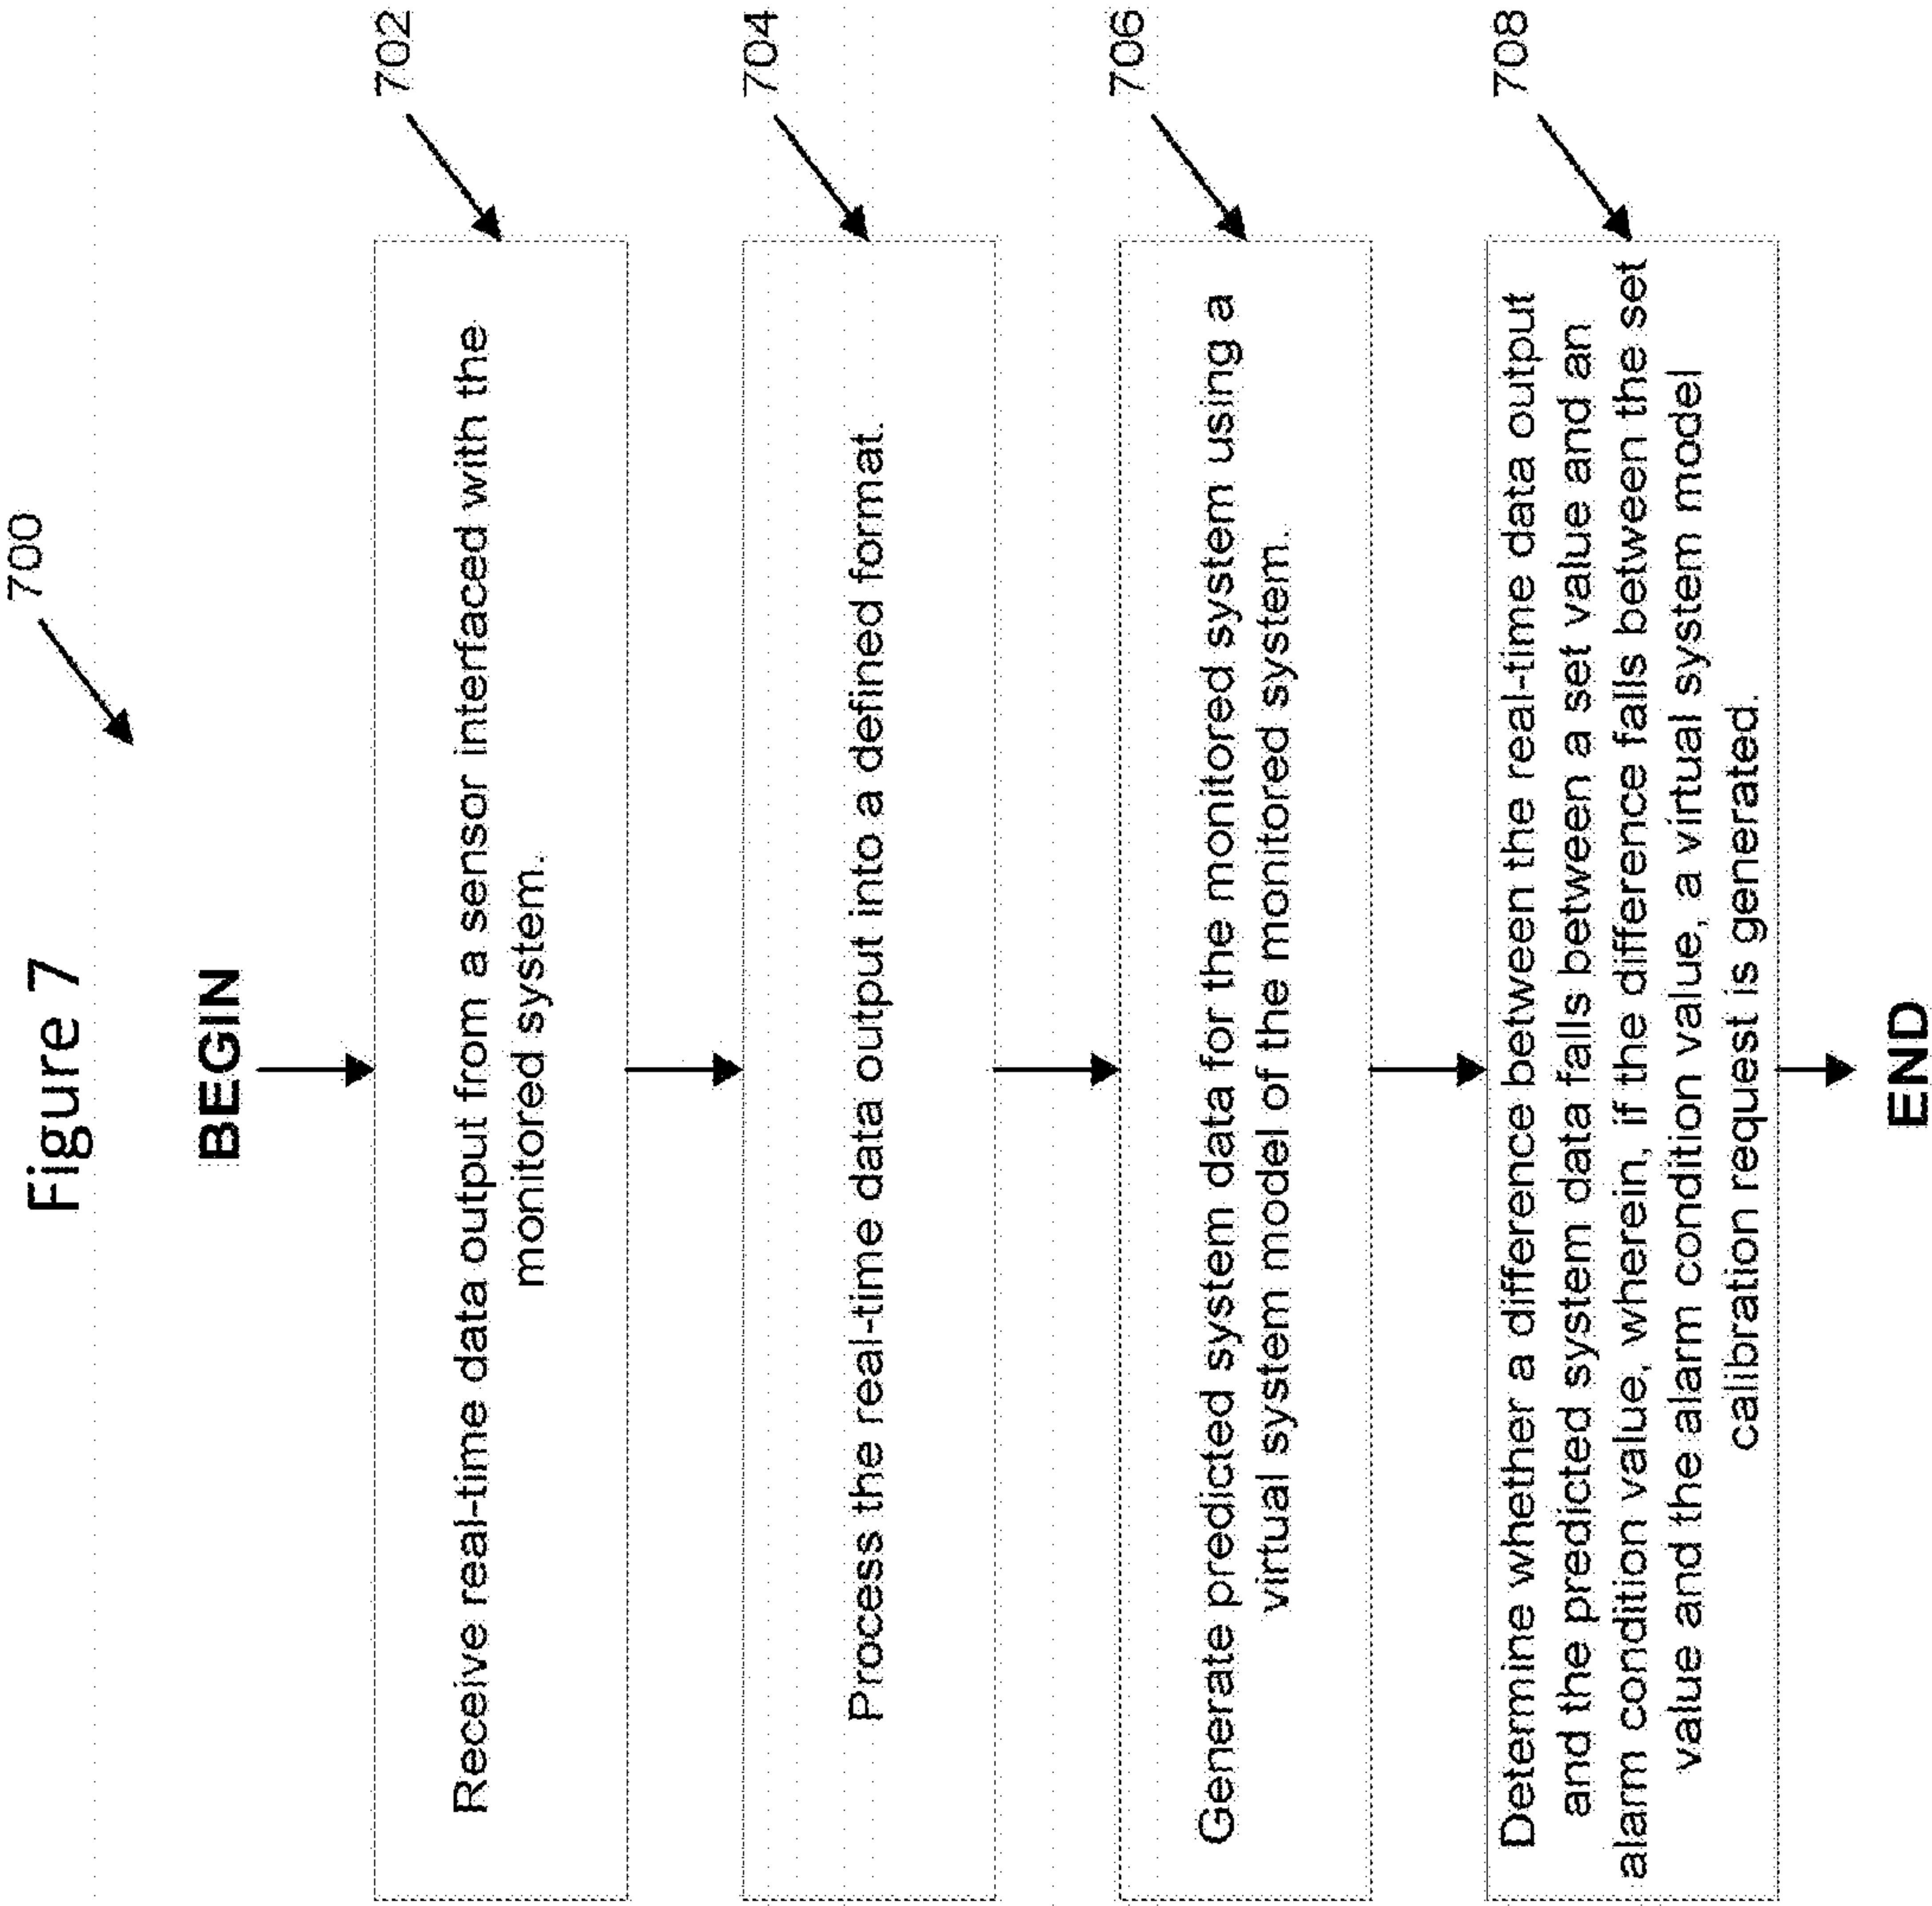 Figure 7
700
BEGIN
702
Receive real-time data output from a sensor interfaced with the
monitored system.
704
Process the real-time data output into a defined format.
706
Generate predicted system data for the monitored system using a
virtual system model of the monitored system.
708
Determine whether a difference between the real-time data output
and the predicted system data falls between a set value and an
alarm condition value, wherein, if the difference falls between the set
value and the alarm condition value, a virtual system model
calibration request is generated.
END